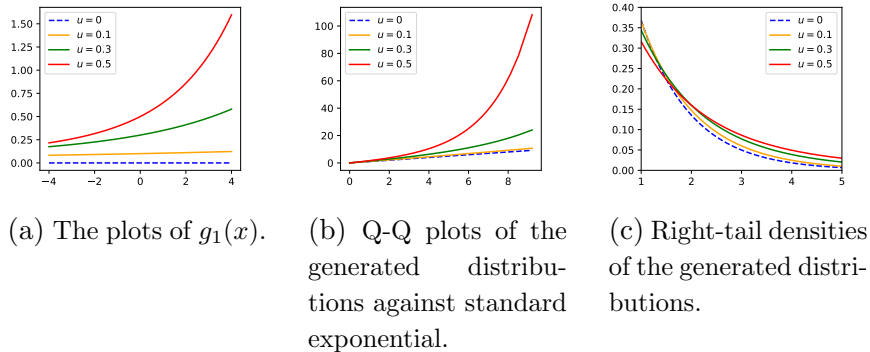 1.50
1.25
1.00
0.75
0.50
0.25
0.00
−4
−2
0
2
4
u = 0
u = 0.1
u = 0.3
u = 0.5
100
80
60
40
20
0
0
2
4
6
8
u = 0
u = 0.1
u = 0.3
u = 0.5
0.40
0.35
0.30
0.25
0.20
0.15
0.10
0.05
0.00
1
2
3
4
5
u = 0
u = 0.1
u = 0.3
u = 0.5
(a) The plots of g₁(x).
(b) Q-Q plots of the
generated distribu-
tions against standard
exponential.
(c) Right-tail densities
of the generated distri-
butions.